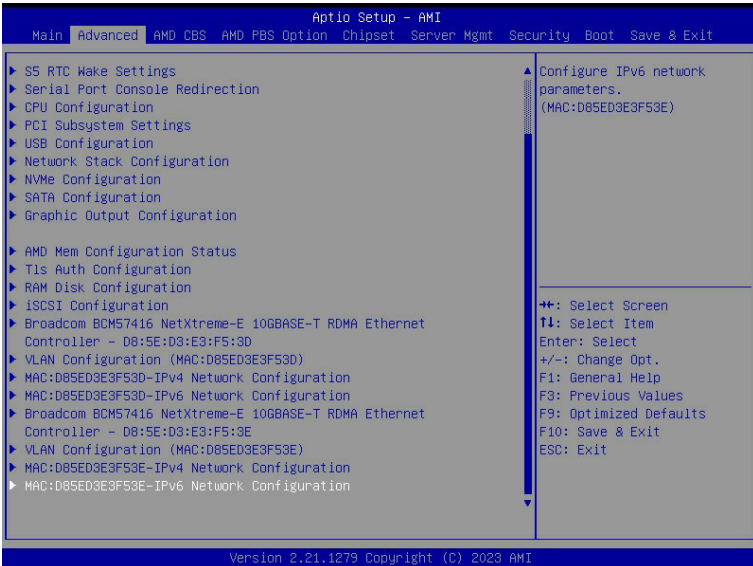 Aptio Setup – AMI
Main Advanced AMD CBS AMD PBS Option Chipset Server Mgmt Security Boot Save & Exit
▶ S5 RTC Wake Settings
▶ Serial Port Console Redirection
▶ CPU Configuration
▶ PCI Subsystem Settings
▶ USB Configuration
▶ Network Stack Configuration
▶ NVMe Configuration
▶ SATA Configuration
▶ Graphic Output Configuration
▶ AMD Mem Configuration Status
▶ Tls Auth Configuration
▶ RAM Disk Configuration
▶ iSCSI Configuration
▶ Broadcom BCM57416 NetXtreme-E 10GBASE-T RDMA Ethernet
Controller – D8:5E:D3:E3:F5:3D
▶ VLAN Configuration (MAC:D85ED3E3F53D)
▶ MAC:D85ED3E3F53D-IPv4 Network Configuration
▶ MAC:D85ED3E3F53D-IPv6 Network Configuration
▶ Broadcom BCM57416 NetXtreme-E 10GBASE-T RDMA Ethernet
Controller – D8:5E:D3:E3:F5:3E
▶ VLAN Configuration (MAC:D85ED3E3F53E)
▶ MAC:D85ED3E3F53E-IPv4 Network Configuration
▶ MAC:D85ED3E3F53E-IPv6 Network Configuration
Configure IPv6 network
parameters.
(MAC:D85ED3E3F53E)
→←: Select Screen
↑↓: Select Item
Enter: Select
+/-: Change Opt.
F1: General Help
F3: Previous Values
F9: Optimized Defaults
F10: Save & Exit
ESC: Exit
Version 2.21.1279 Copyright (C) 2023 AMI